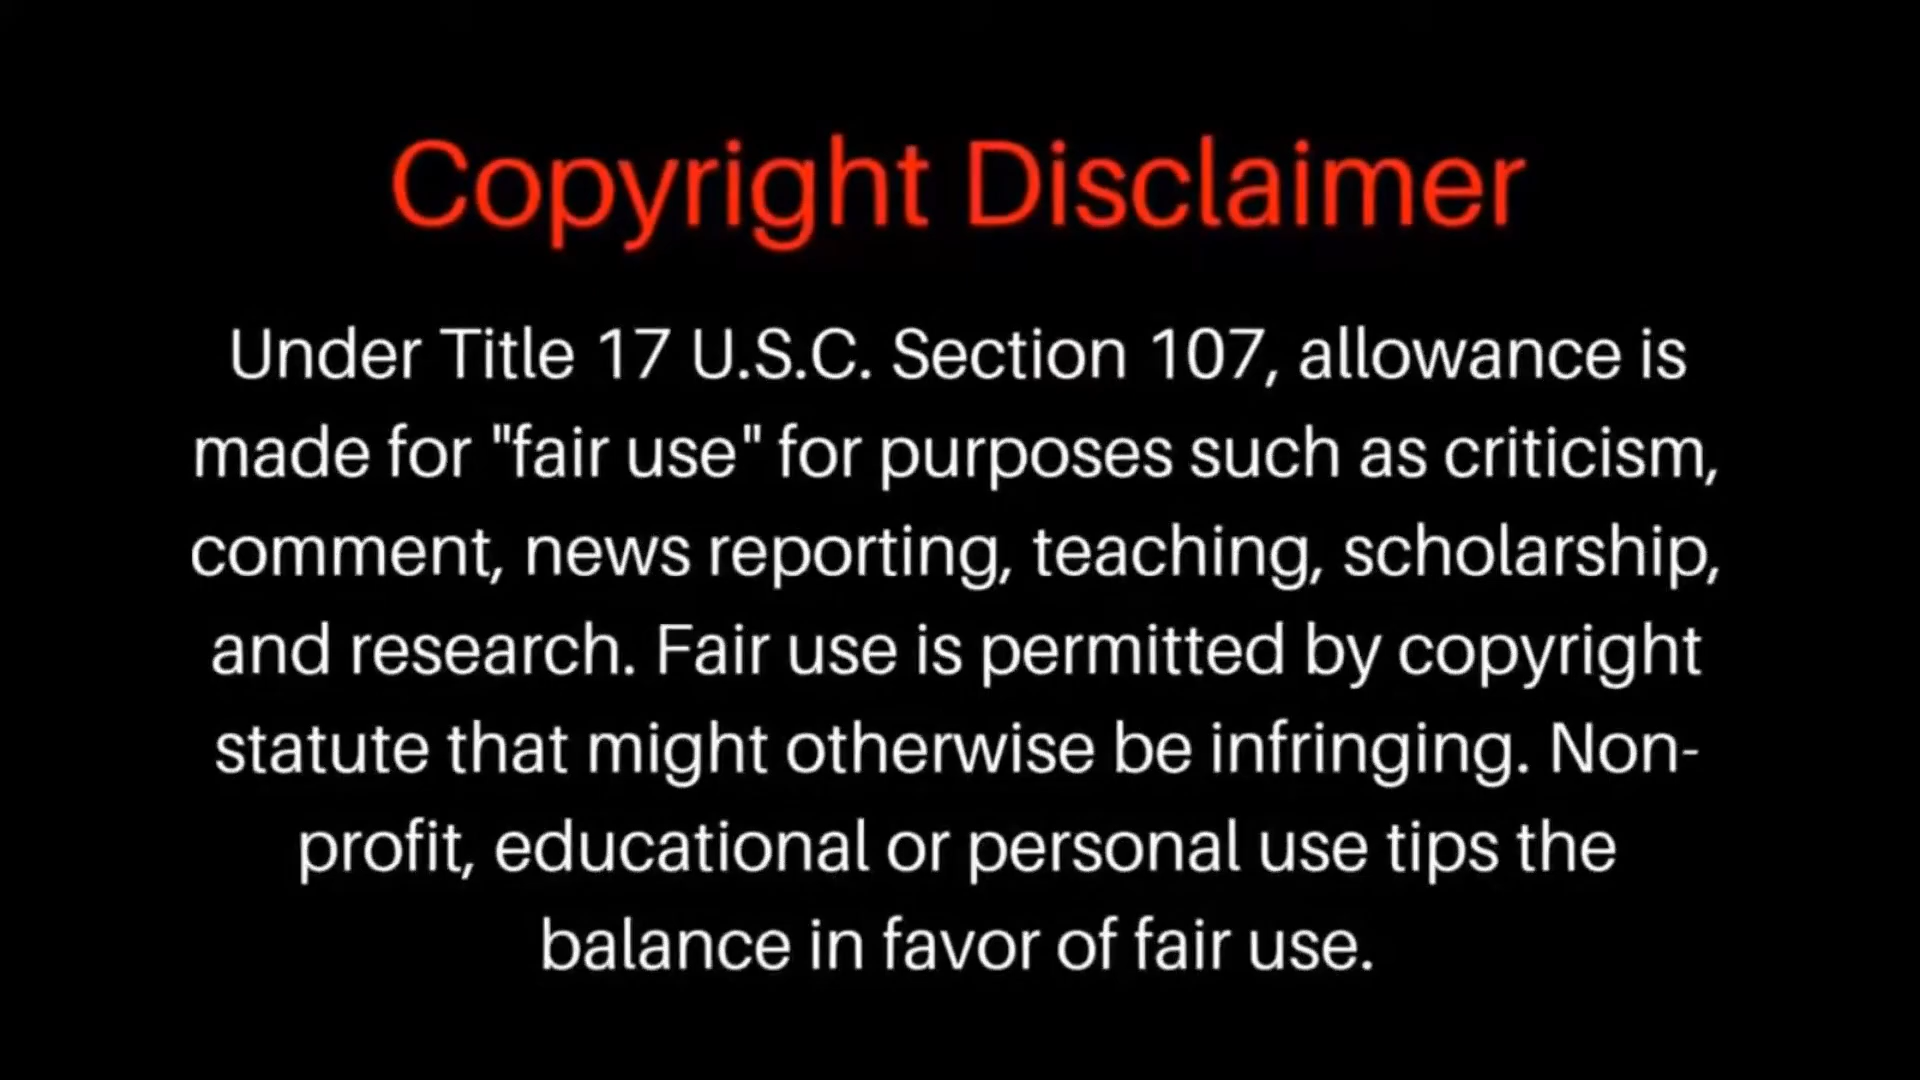 Copyright Disclaimer
Under Title 17 U.S.C. Section 107, allowance is
made for "fair use" for purposes such as criticism,
comment, news reporting, teaching, scholarship,
and research. Fair use is permitted by copyright
statute that might otherwise be infringing. Non-
profit, educational or personal use tips the
balance in favor of fair use.